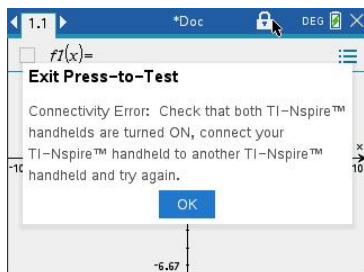 1.1 *Doc DEG
f1(x)=
Exit Press-to-Test
Connectivity Error: Check that both TI-Nspire™
handhelds are turned ON, connect your
TI-Nspire™ handheld to another TI-Nspire™
handheld and try again.
x
-10 10
OK
-6.67